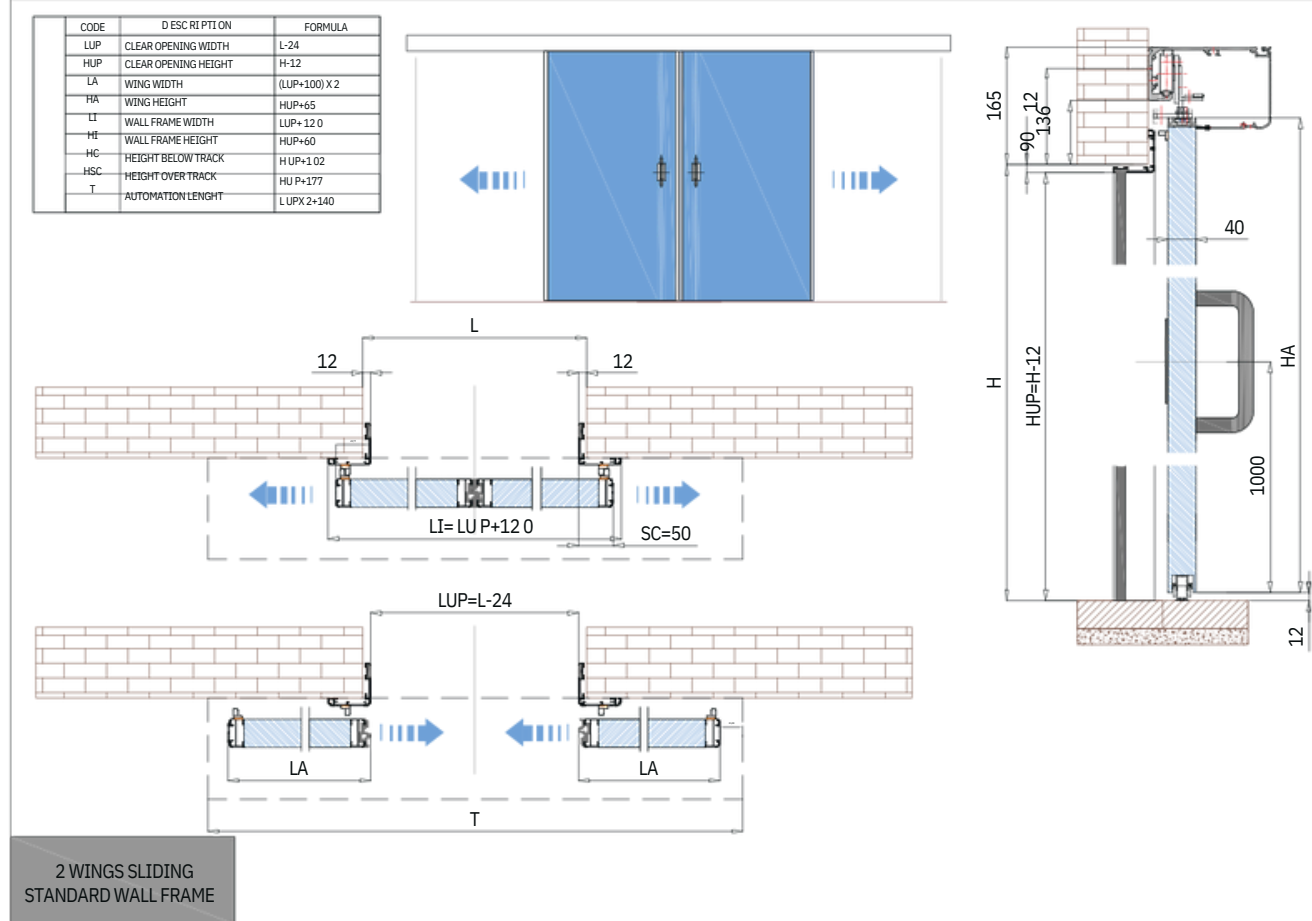 CODE D ESC RI PTI ON FORMULA
LUP CLEAR OPENING WIDTH L-24
HUP CLEAR OPENING HEIGHT H-12
LA WING WIDTH (LUP+100) X 2
HA WING HEIGHT HUP+65
LI WALL FRAME WIDTH LUP+ 12 0
HI WALL FRAME HEIGHT HUP+60
HC HEIGHT BELOW TRACK H UP+1 02
HSC HEIGHT OVER TRACK HU P+177
T AUTOMATION LENGHT L UPX 2+140
165
90
12
136
40
H
HUP=H-12
HA
1000
12
L
12
12
LI= LU P+12 0
SC=50
LUP=L-24
LA
LA
T
2 WINGS SLIDING
STANDARD WALL FRAME